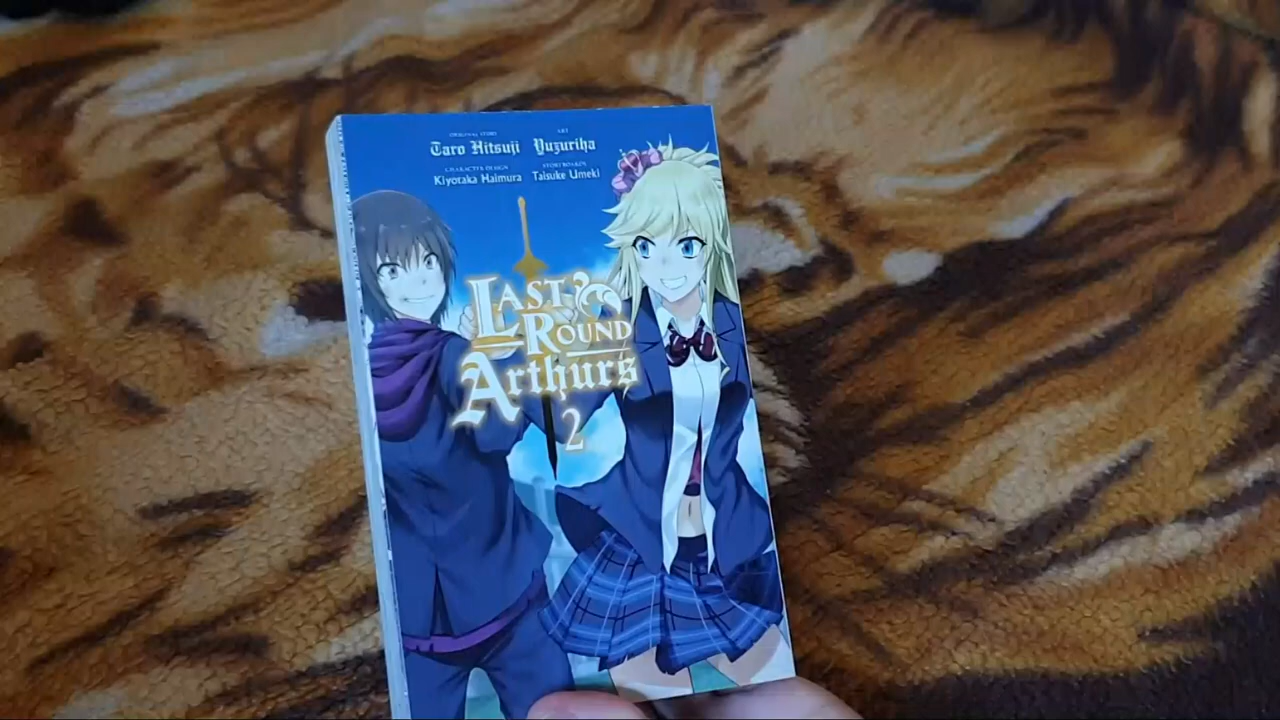 ORIGINAL STORY ART
Taro Hitsuji Yuzuriha
CHARACTER DESIGN STORYBOARDS
Kiyotaka Haimura Taisuke Umeki
LAST
ROUND
Arthurs
2